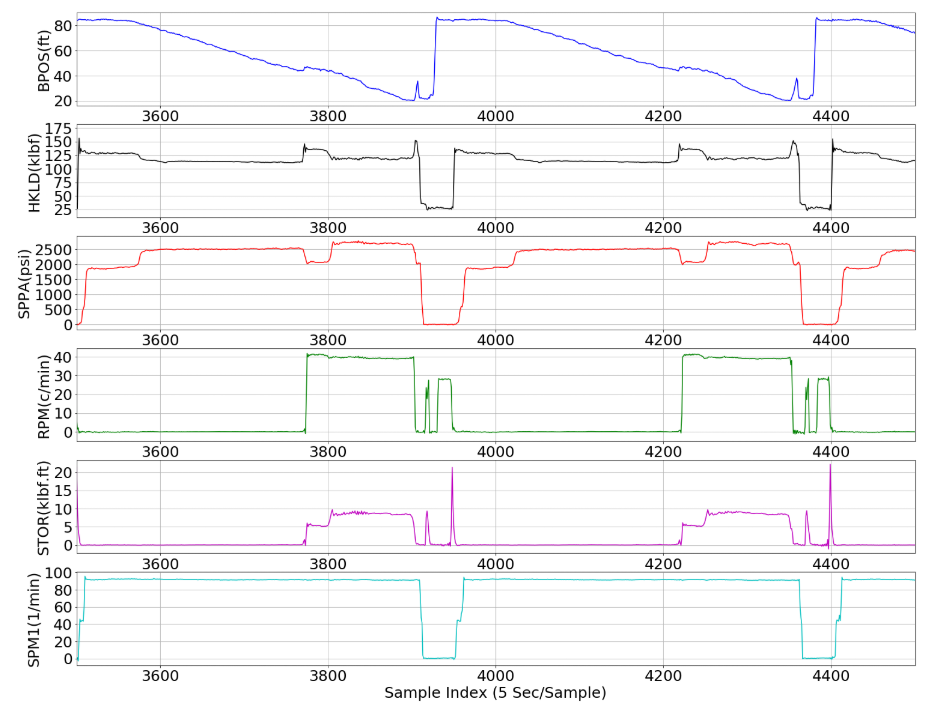 BPOS(ft)
80
60
40
20
3600 3800 4000 4200 4400
HKLD(klbf)
175
150
125
100
75
50
25
3600 3800 4000 4200 4400
SPPA(psi)
2500
2000
1500
1000
500
0
3600 3800 4000 4200 4400
RPM(c/min)
40
30
20
10
0
3600 3800 4000 4200 4400
STOR(klbf.ft)
20
15
10
5
0
3600 3800 4000 4200 4400
SPM1(1/min)
100
80
60
40
20
0
3600 3800 4000 4200 4400
Sample Index (5 Sec/Sample)